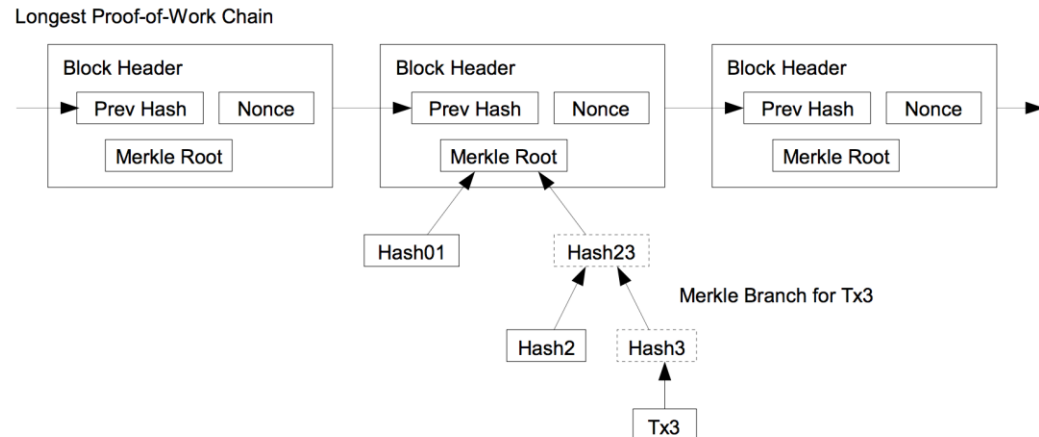 Longest Proof-of-Work Chain
Block Header Block Header Block Header
Prev Hash Nonce Prev Hash Nonce Prev Hash Nonce
Merkle Root Merkle Root Merkle Root
Hash01 Hash23
Merkle Branch for Tx3
Hash2 Hash3
Tx3